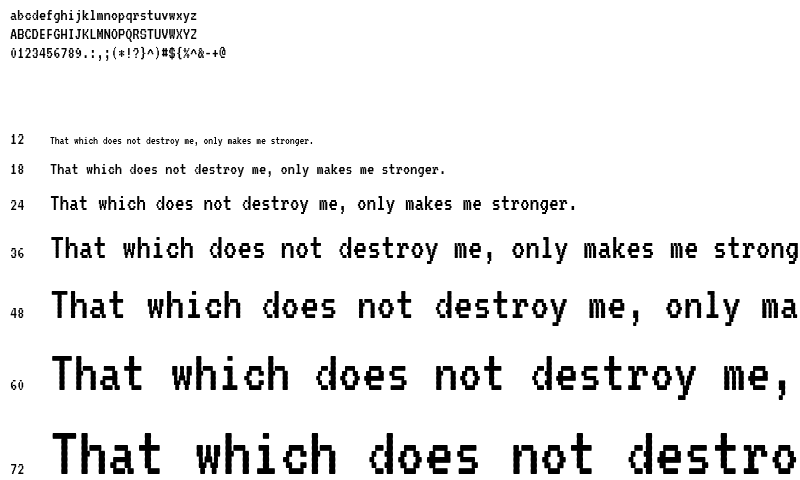 abcdefghijklmnopqrstuvwxyz
ABCDEFGHIJKLMNOPQRSTUVWXYZ
0123456789.:,;(*!?}^)#${%^&-+@
12 That which does not destroy me, only makes me stronger.
18 That which does not destroy me, only makes me stronger.
24 That which does not destroy me, only makes me stronger.
36 That which does not destroy me, only makes me strong
48 That which does not destroy me, only ma
60 That which does not destroy me,
72 That which does not destro